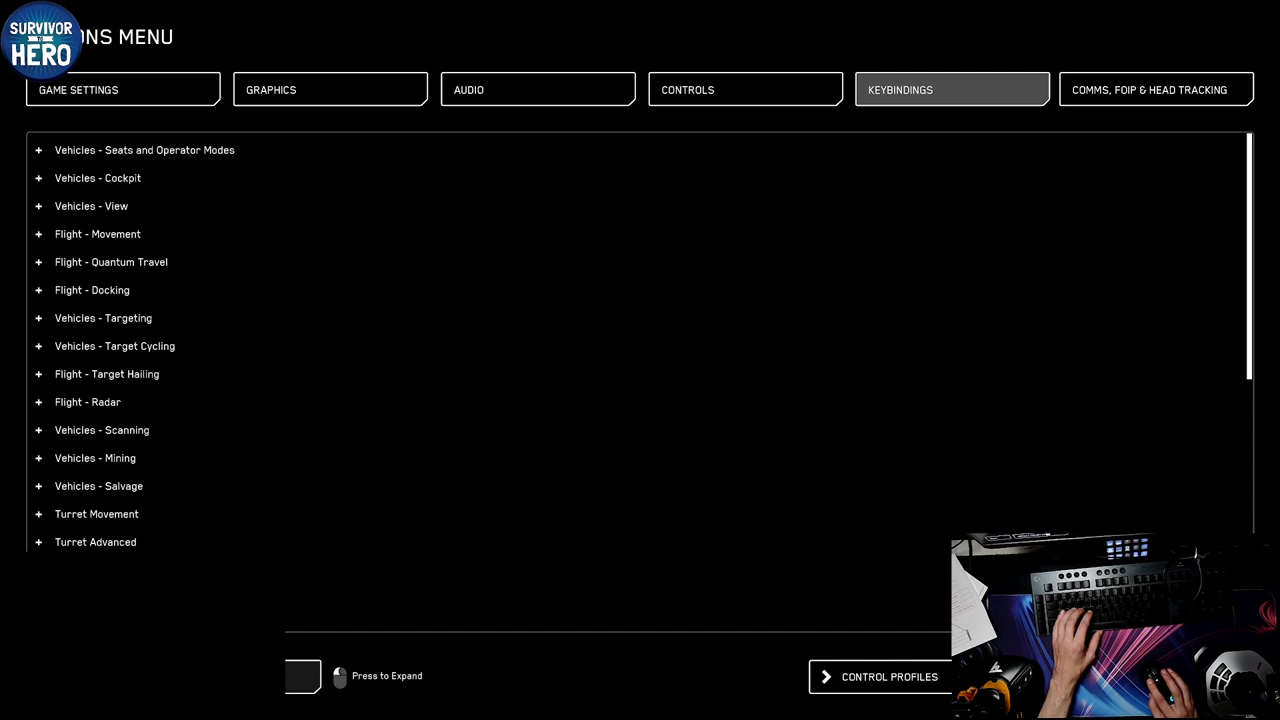 SURVIVOR
TO
HERO
ONS MENU
GAME SETTINGS
GRAPHICS
AUDIO
CONTROLS
KEYBINDINGS
COMMS, FOIP & HEAD TRACKING
+ Vehicles - Seats and Operator Modes
+ Vehicles - Cockpit
+ Vehicles - View
+ Flight - Movement
+ Flight - Quantum Travel
+ Flight - Docking
+ Vehicles - Targeting
+ Vehicles - Target Cycling
+ Flight - Target Hailing
+ Flight - Radar
+ Vehicles - Scanning
+ Vehicles - Mining
+ Vehicles - Salvage
+ Turret Movement
+ Turret Advanced
Press to Expand
CONTROL PROFILES